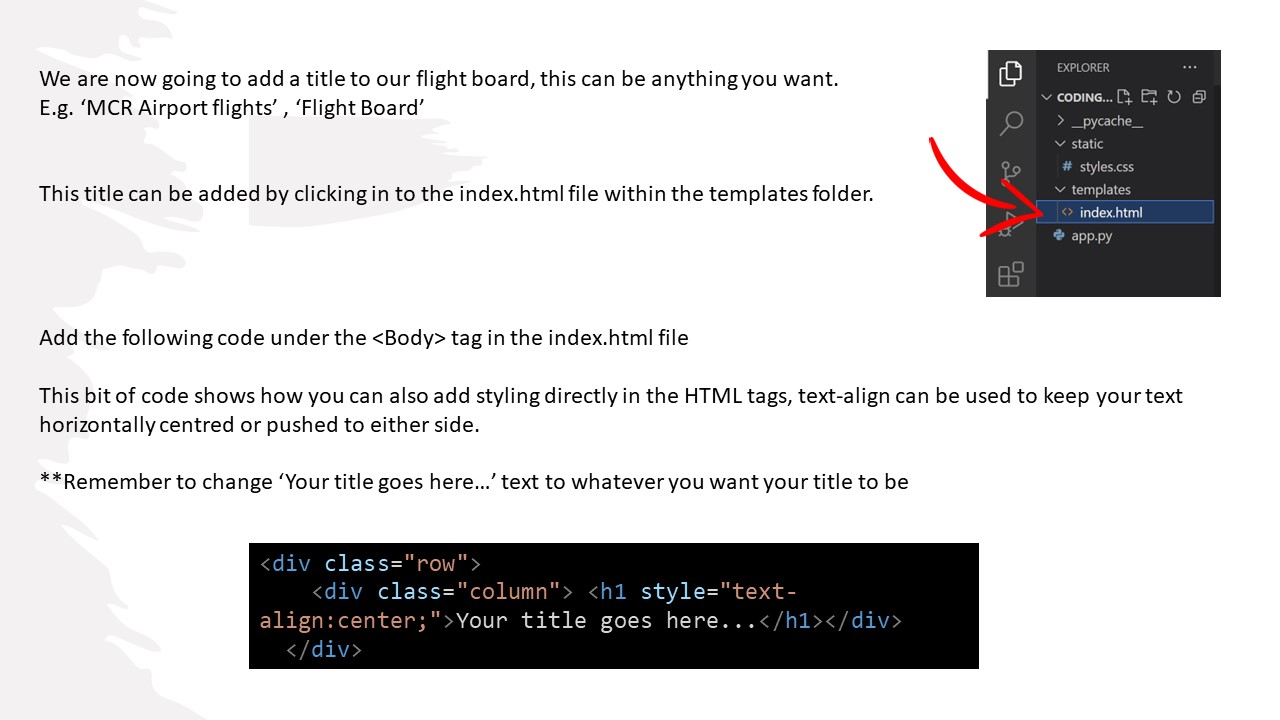 We are now going to add a title to our flight board, this can be anything you want.
E.g. ‘MCR Airport flights’ , ‘Flight Board’
This title can be added by clicking in to the index.html file within the templates folder.
EXPLORER ...
CODING...
__pycache__
static
# styles.css
templates
<> index.html
app.py
Add the following code under the <Body> tag in the index.html file
This bit of code shows how you can also add styling directly in the HTML tags, text-align can be used to keep your text
horizontally centred or pushed to either side.
**Remember to change ‘Your title goes here…’ text to whatever you want your title to be
<div class="row">
    <div class="column"> <h1 style="text-
align:center;">Your title goes here...</h1></div>
  </div>